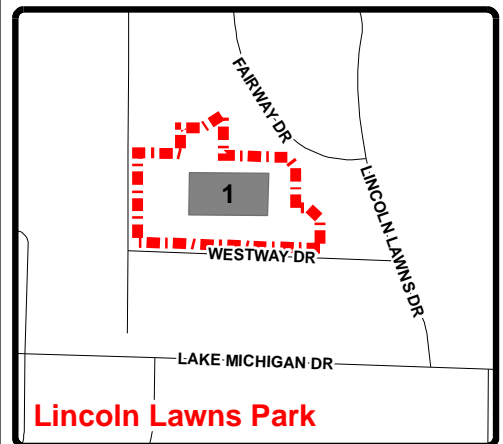 FAIRWAY DR
LINCOLN LAWNS DR
1
WESTWAY DR
LAKE MICHIGAN DR
Lincoln Lawns Park